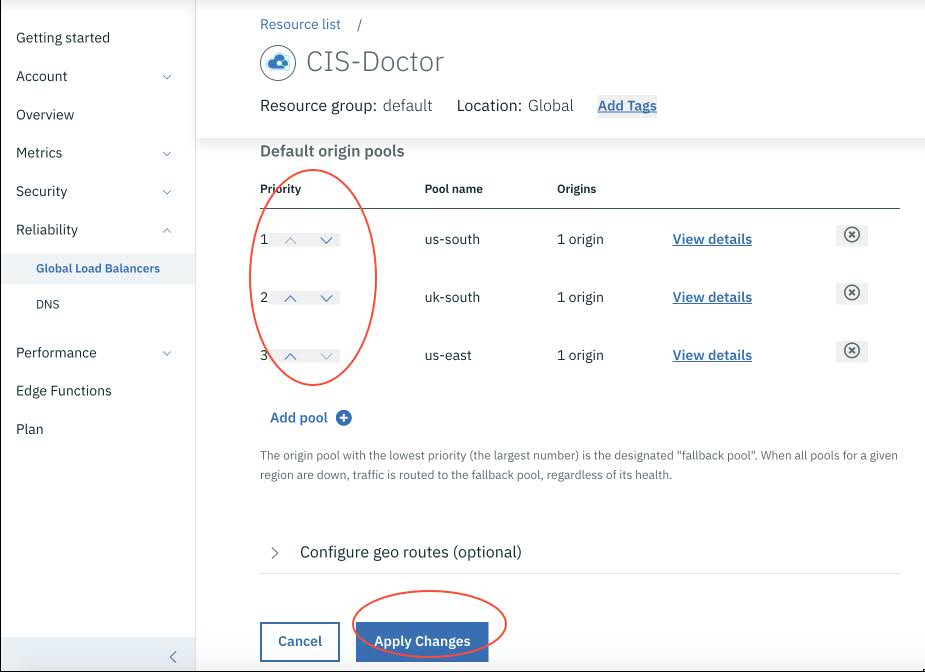 Getting started
Account
Overview
Metrics
Security
Reliability
Global Load Balancers
DNS
Performance
Edge Functions
Plan
Resource list /
CIS-Doctor
Resource group: default Location: Global Add Tags
Default origin pools
Priority Pool name Origins
1 us-south 1 origin View details
2 uk-south 1 origin View details
3 us-east 1 origin View details
Add pool
The origin pool with the lowest priority (the largest number) is the designated "fallback pool". When all pools for a given
region are down, traffic is routed to the fallback pool, regardless of its health.
Configure geo routes (optional)
Cancel Apply Changes